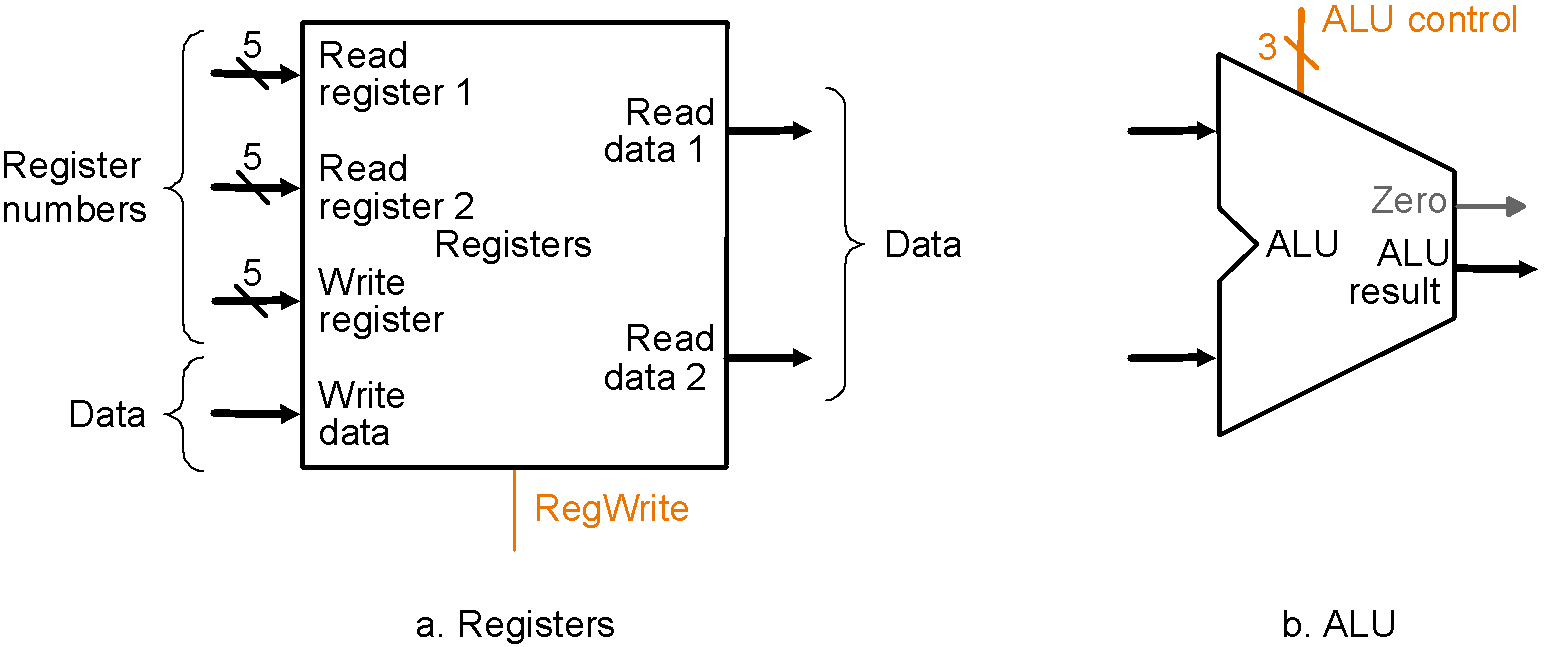 5
Read
register 1
5
Read
register 2
5
Write
register
Write
data
Register
numbers
Data
Registers
Read
data 1
Read
data 2
Data
RegWrite
a. Registers
ALU control
3
Zero
ALU
ALU
result
b. ALU